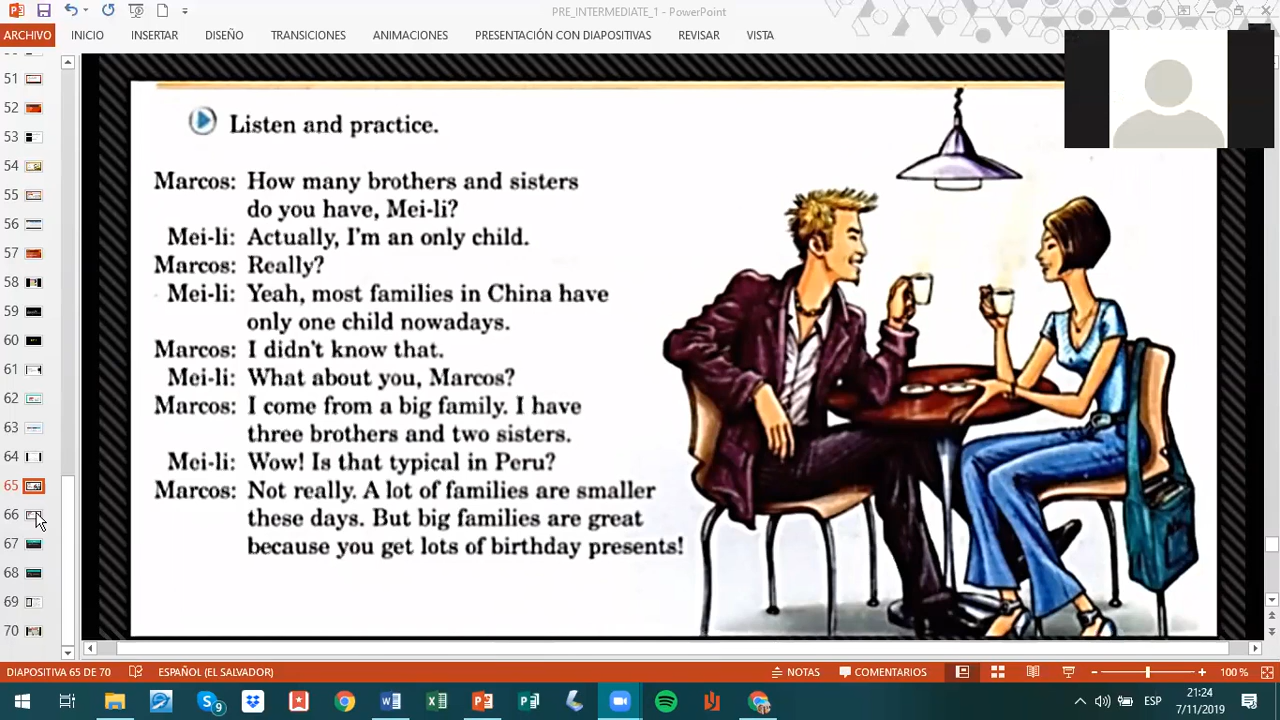 PRE_INTERMEDIATE_1 - PowerPoint
ARCHIVO INICIO INSERTAR DISEÑO TRANSICIONES ANIMACIONES PRESENTACIÓN CON DIAPOSITIVAS REVISAR VISTA
51
52
53
54
55
56
57
58
59
60
61
62
63
64
65
66
67
68
69
70
Listen and practice.
Marcos: How many brothers and sisters
do you have, Mei-li?
Mei-li: Actually, I'm an only child.
Marcos: Really?
Mei-li: Yeah, most families in China have
only one child nowadays.
Marcos: I didn't know that.
Mei-li: What about you, Marcos?
Marcos: I come from a big family. I have
three brothers and two sisters.
Mei-li: Wow! Is that typical in Peru?
Marcos: Not really. A lot of families are smaller
these days. But big families are great
because you get lots of birthday presents!
DIAPOSITIVA 65 DE 70 ESPAÑOL (EL SALVADOR) NOTAS COMENTARIOS 100 %
9 ESP 21:24
7/11/2019